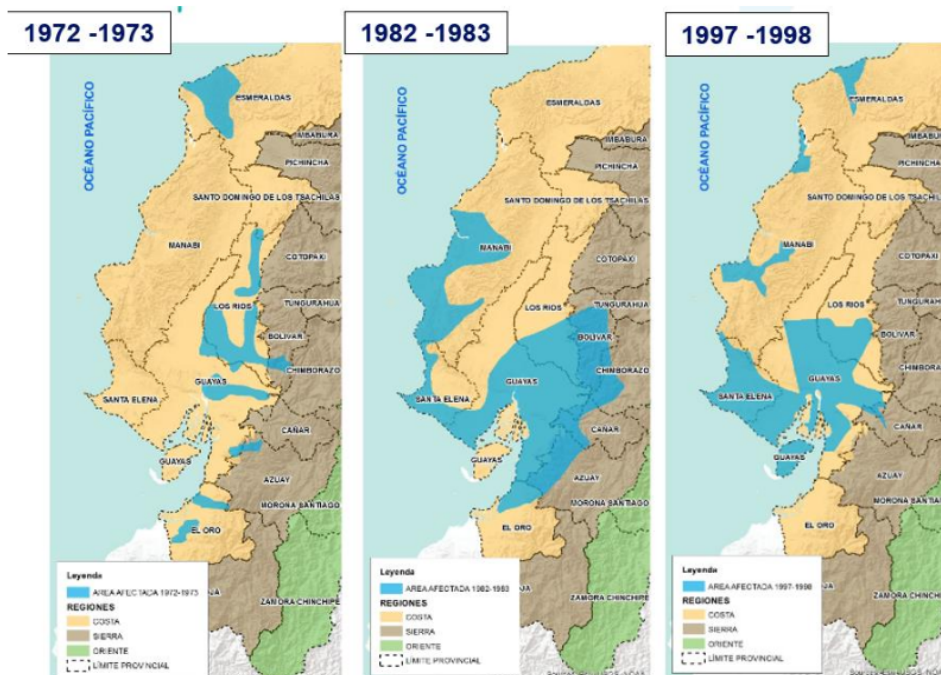 1972 -1973
OCÉANO PACÍFICO
ESMERALDAS
IMBABURA
PICHINCHA
SANTO DOMINGO DE LOS TSACHILAS
MANABI
COTOPAXI
LOS RIOS
TUNGURAHUA
BOLIVAR
CHIMBORAZO
GUAYAS
SANTA ELENA
CAÑAR
GUAYAS
AZUAY
MORONA SANTIAGO
EL ORO
ZAMORA CHINCHIPE
Leyenda
AREA AFECTADA 1972-1973
REGIONES
COSTA
SIERRA
ORIENTE
LÍMITE PROVINCIAL
1982 -1983
OCÉANO PACÍFICO
ESMERALDAS
IMBABURA
PICHINCHA
SANTO DOMINGO DE LOS TSACHILAS
MANABI
COTOPAXI
LOS RIOS
TUNGURAHUA
BOLIVAR
CHIMBORAZO
GUAYAS
SANTA ELENA
CAÑAR
GUAYAS
AZUAY
MORONA SANTIAGO
EL ORO
ZAMORA CHINCHIPE
Leyenda
AREA AFECTADA 1982-1983
REGIONES
COSTA
SIERRA
ORIENTE
LÍMITE PROVINCIAL
1997 -1998
OCÉANO PACÍFICO
ESMERALDAS
IMBABURA
PICHINCHA
SANTO DOMINGO DE LOS TSACHILAS
MANABI
COTOPAXI
LOS RIOS
TUNGURAHUA
BOLIVAR
CHIMBORAZO
GUAYAS
SANTA ELENA
CAÑAR
GUAYAS
AZUAY
MORONA SANTIAGO
EL ORO
ZAMORA CHINCHIPE
Leyenda
AREA AFECTADA 1997-1998
REGIONES
COSTA
SIERRA
ORIENTE
LÍMITE PROVINCIAL